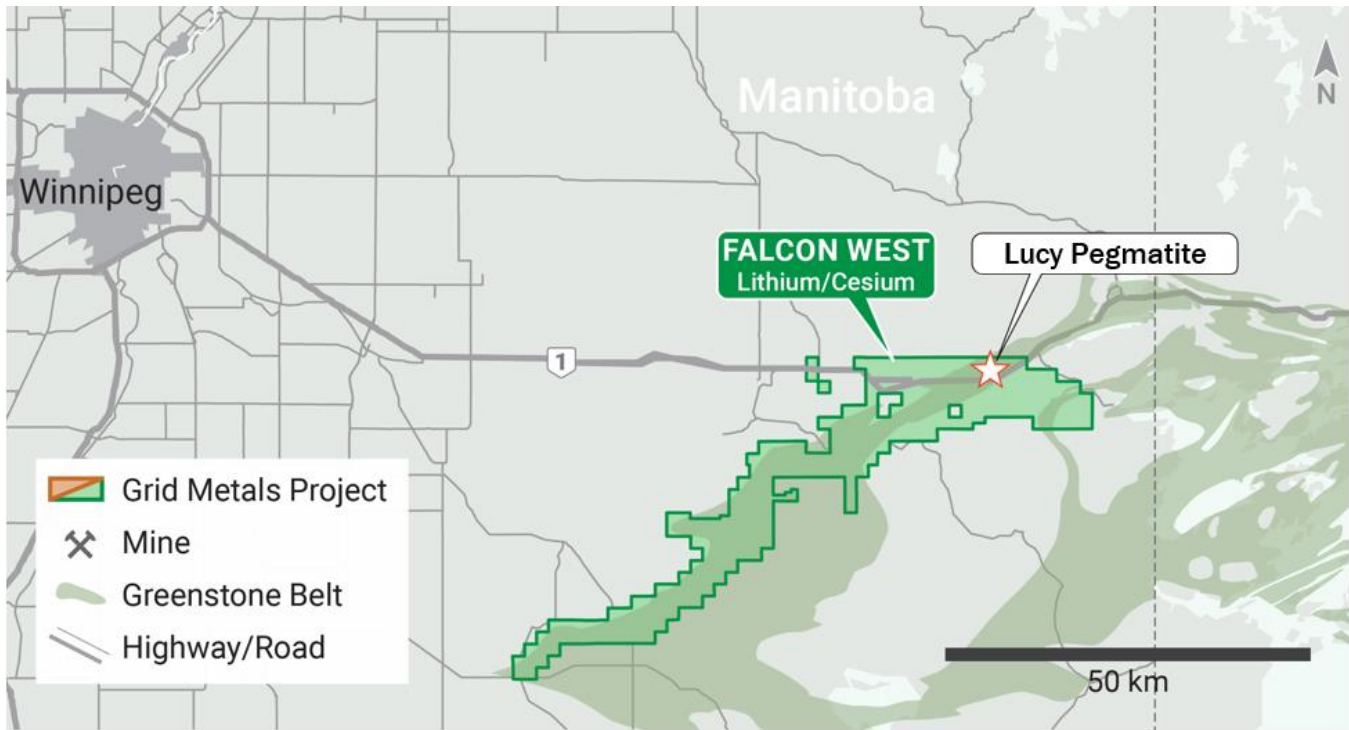 Manitoba
N
Winnipeg
FALCON WEST
Lithium/Cesium
Lucy Pegmatite
1
Grid Metals Project
Mine
Greenstone Belt
Highway/Road
50 km